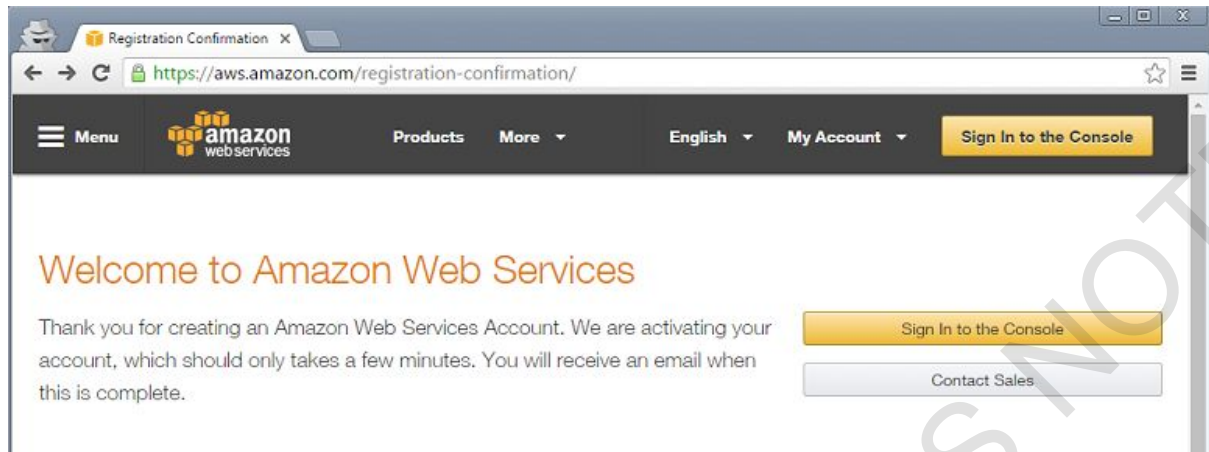 Registration Confirmation
https://aws.amazon.com/registration-confirmation/
Menu
amazon
webservices
Products
More
English
My Account
Sign In to the Console
Welcome to Amazon Web Services
Thank you for creating an Amazon Web Services Account. We are activating your
account, which should only takes a few minutes. You will receive an email when
this is complete.
Sign In to the Console
Contact Sales
S NOT